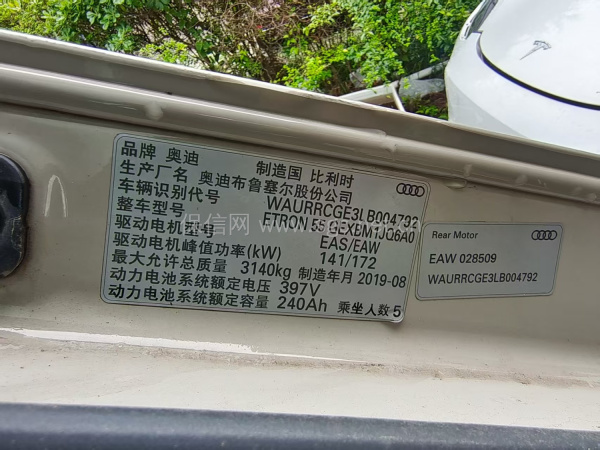 品牌 奥迪 制造国 比利时
生产厂名 奥迪布鲁塞尔股份公司
车辆识别代号 WAURRCGE3LB004792
整车型号 ETRON 55 GEXBM1JQ6A0
驱动电机型号 EAS/EAW
驱动电机峰值功率(kW) 141/172
最大允许总质量 3140kg 制造年月 2019-08
动力电池系统额定电压 397V
动力电池系统额定容量 240Ah 乘坐人数 5
Rear Motor
EAW 028509
WAURRCGE3LB004792